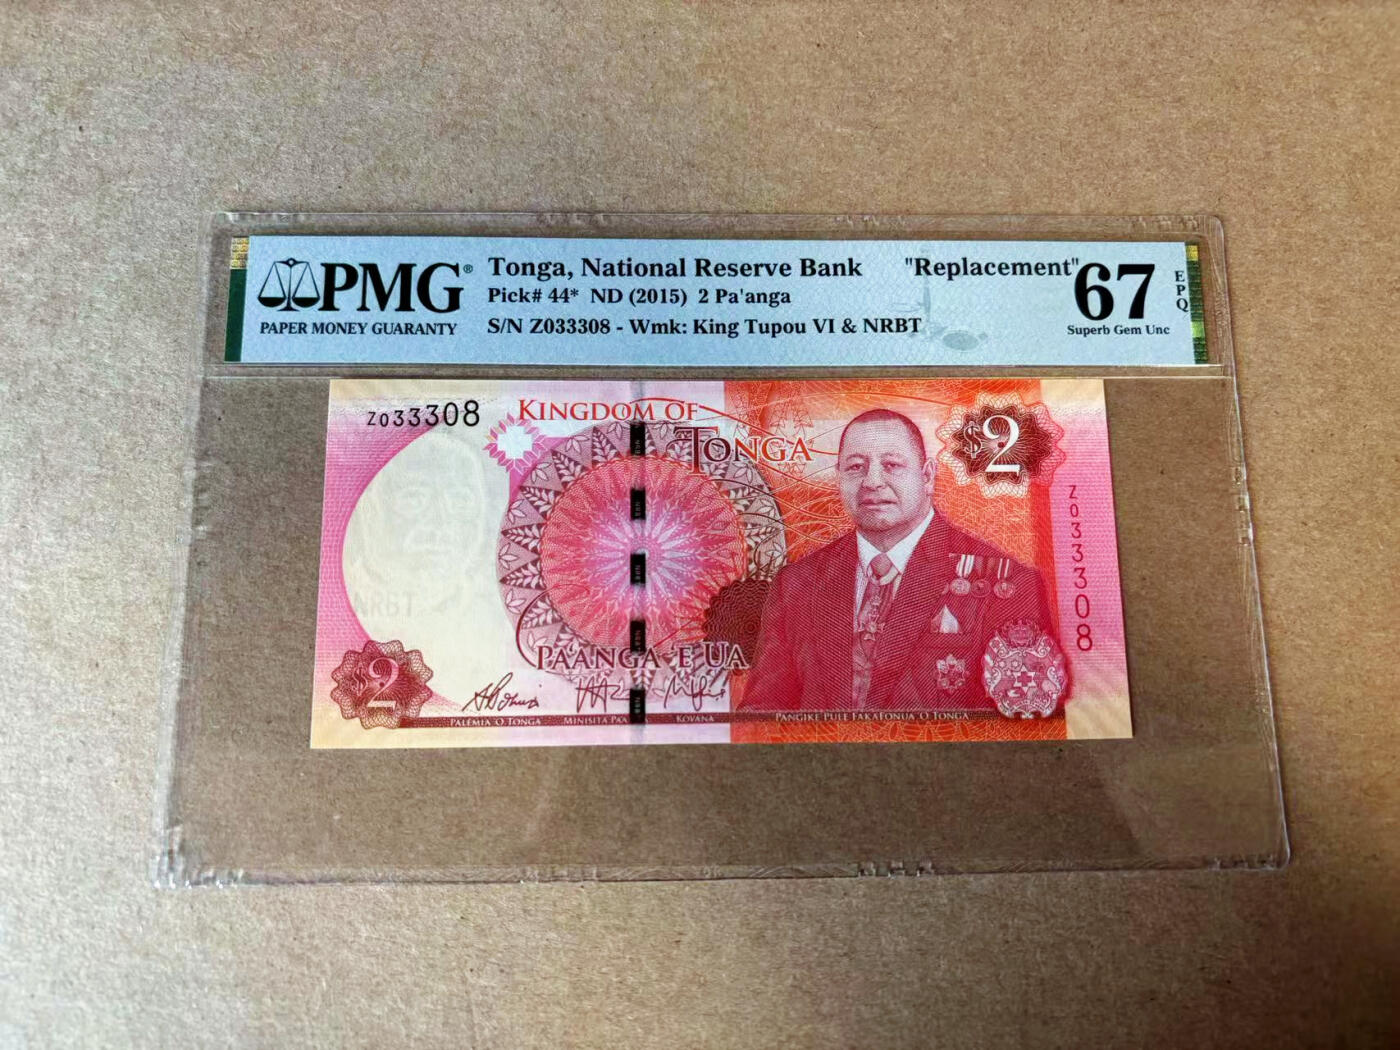 PMG®
PAPER MONEY GUARANTY
Tonga, National Reserve Bank "Replacement"
Pick# 44* ND (2015) 2 Pa'anga
S/N Z033308 - Wmk: King Tupou VI & NRBT
67
EPQ
Superb Gem Unc
Z033308
KINGDOM OF
TONGA
$2
Z033308
NRBT
PA'ANGA 'E UA
$2
PALEMIA 'O TONGA
MINISITA PA'A
KOVANA
PANGIKE PULE FAKAFONUA 'O TONGA